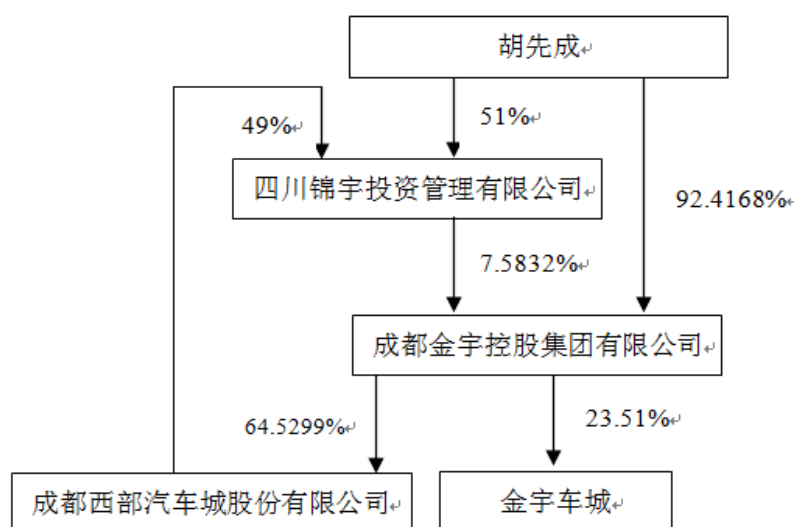 胡先成
49%
51%
四川锦宇投资管理有限公司
92.4168%
7.5832%
成都金宇控股集团有限公司
64.5299%
23.51%
成都西部汽车城股份有限公司
金宇车城